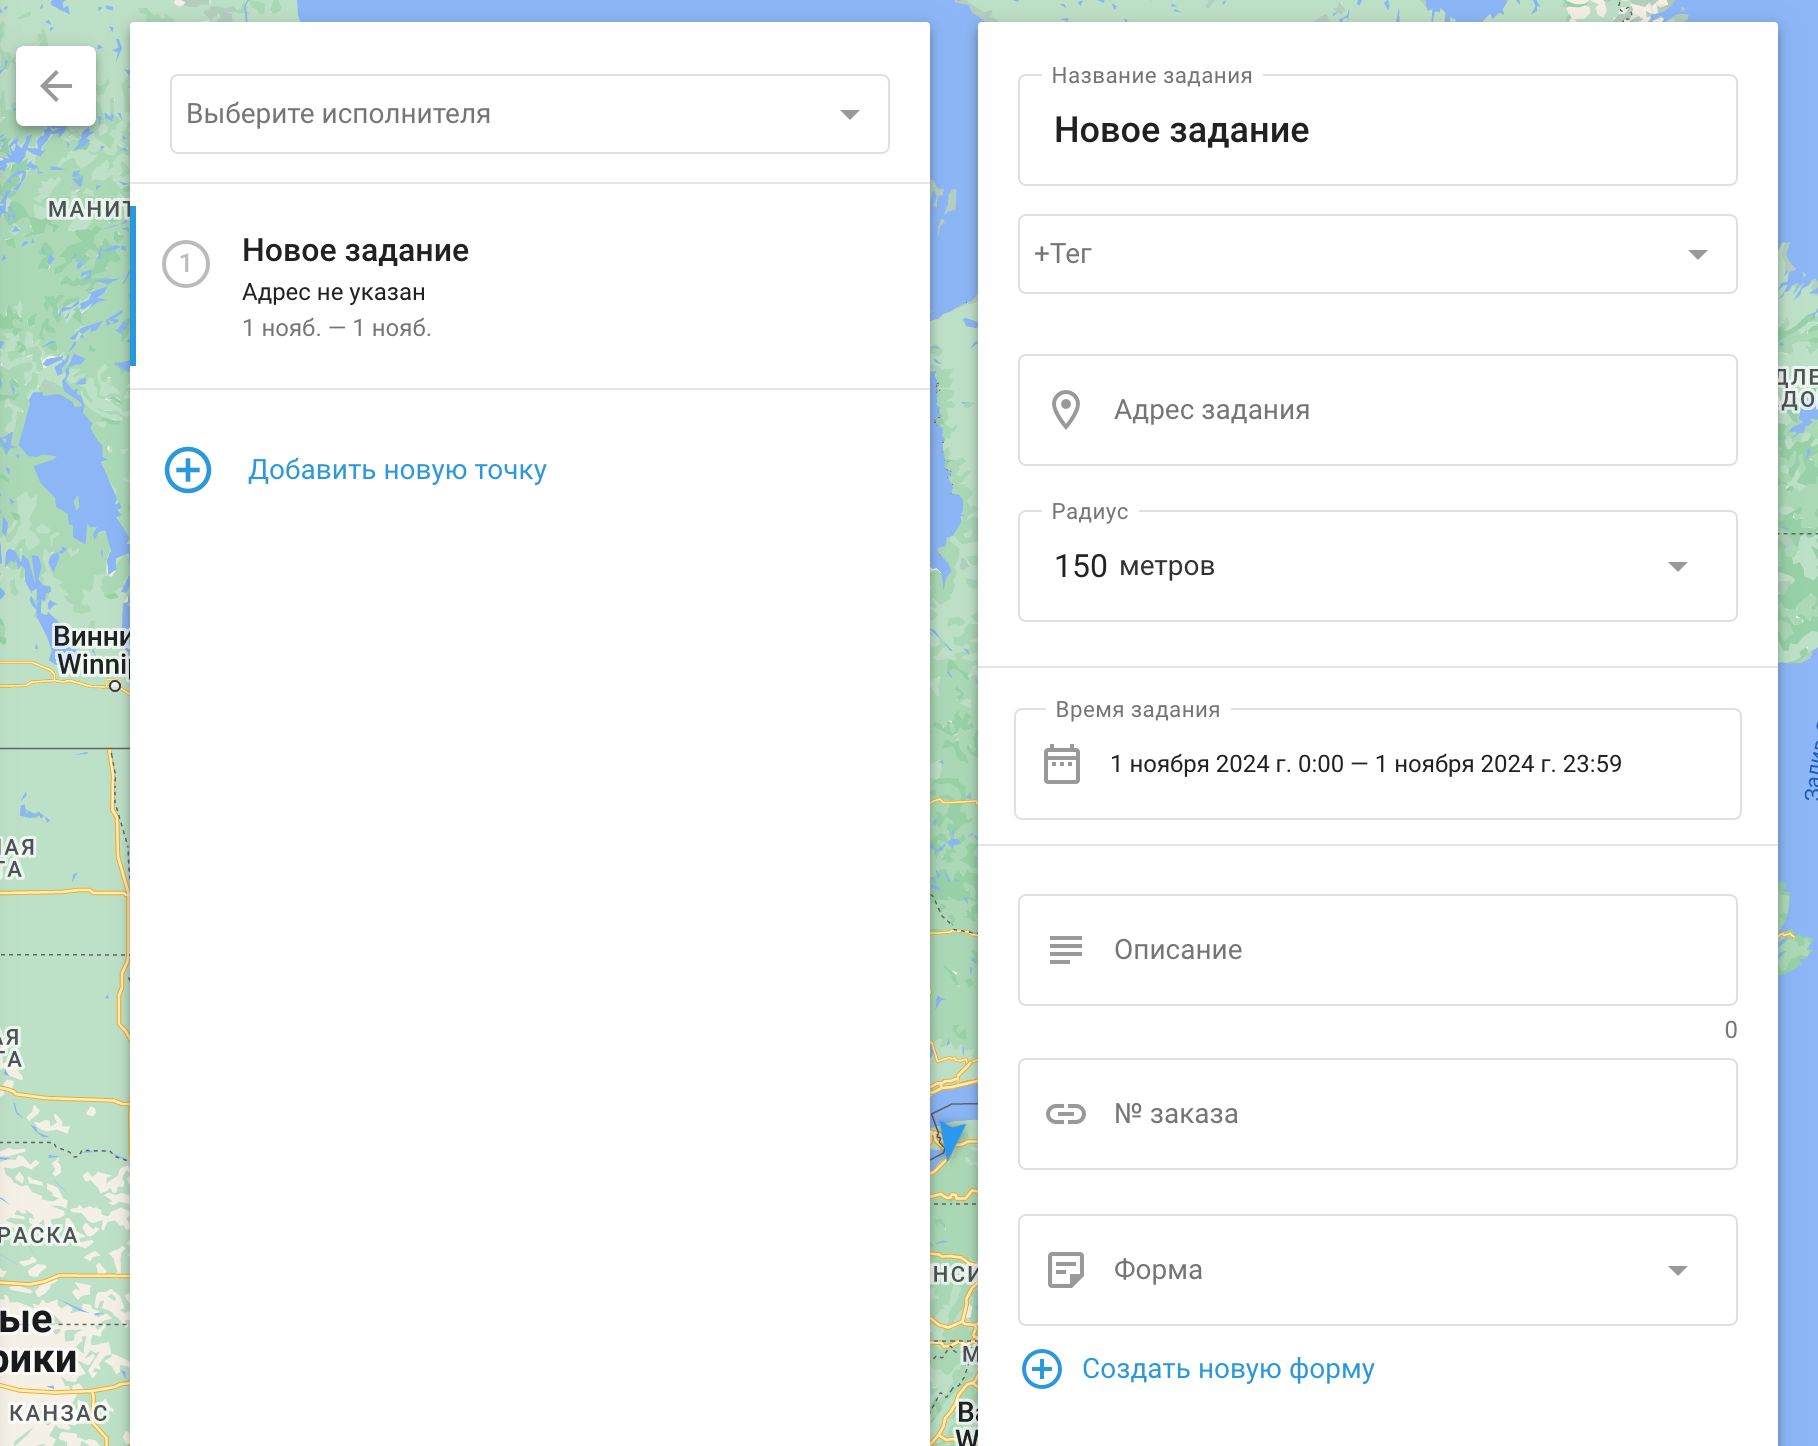 Выберите исполнителя
1
Новое задание
Адрес не указан
1 нояб. — 1 нояб.
Добавить новую точку
Название задания
Новое задание
+Тег
Адрес задания
Радиус
150 метров
Время задания
1 ноября 2024 г. 0:00 — 1 ноября 2024 г. 23:59
Описание
0
№ заказа
Форма
Создать новую форму
МАНИТ
Винни
Winni
АЯ
ТА
АЯ
ТА
РАСКА
ые
рики
КАНЗАС
НСИ
М
Ва
W
ДЛЕ
ДО
Залив